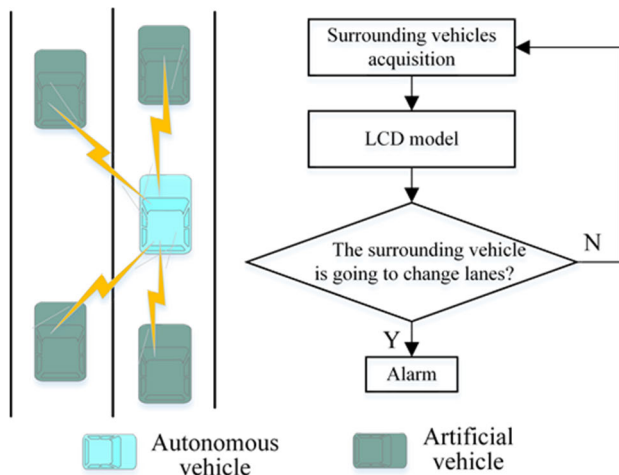 Surrounding vehicles
acquisition
LCD model
The surrounding vehicle
is going to change lanes?
N
Y
Alarm
Autonomous
vehicle
Artificial
vehicle